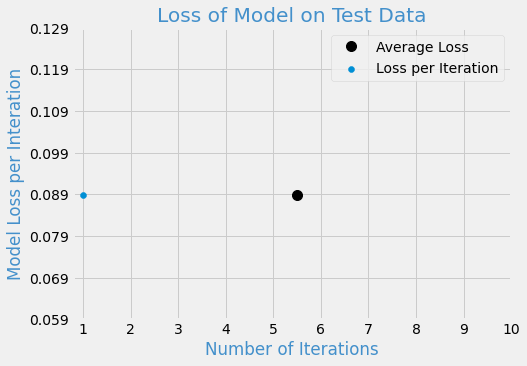 Loss of Model on Test Data
Average Loss
Loss per Iteration
Model Loss per Interation
0.129
0.119
0.109
0.099
0.089
0.079
0.069
0.059
1 2 3 4 5 6 7 8 9 10
Number of Iterations